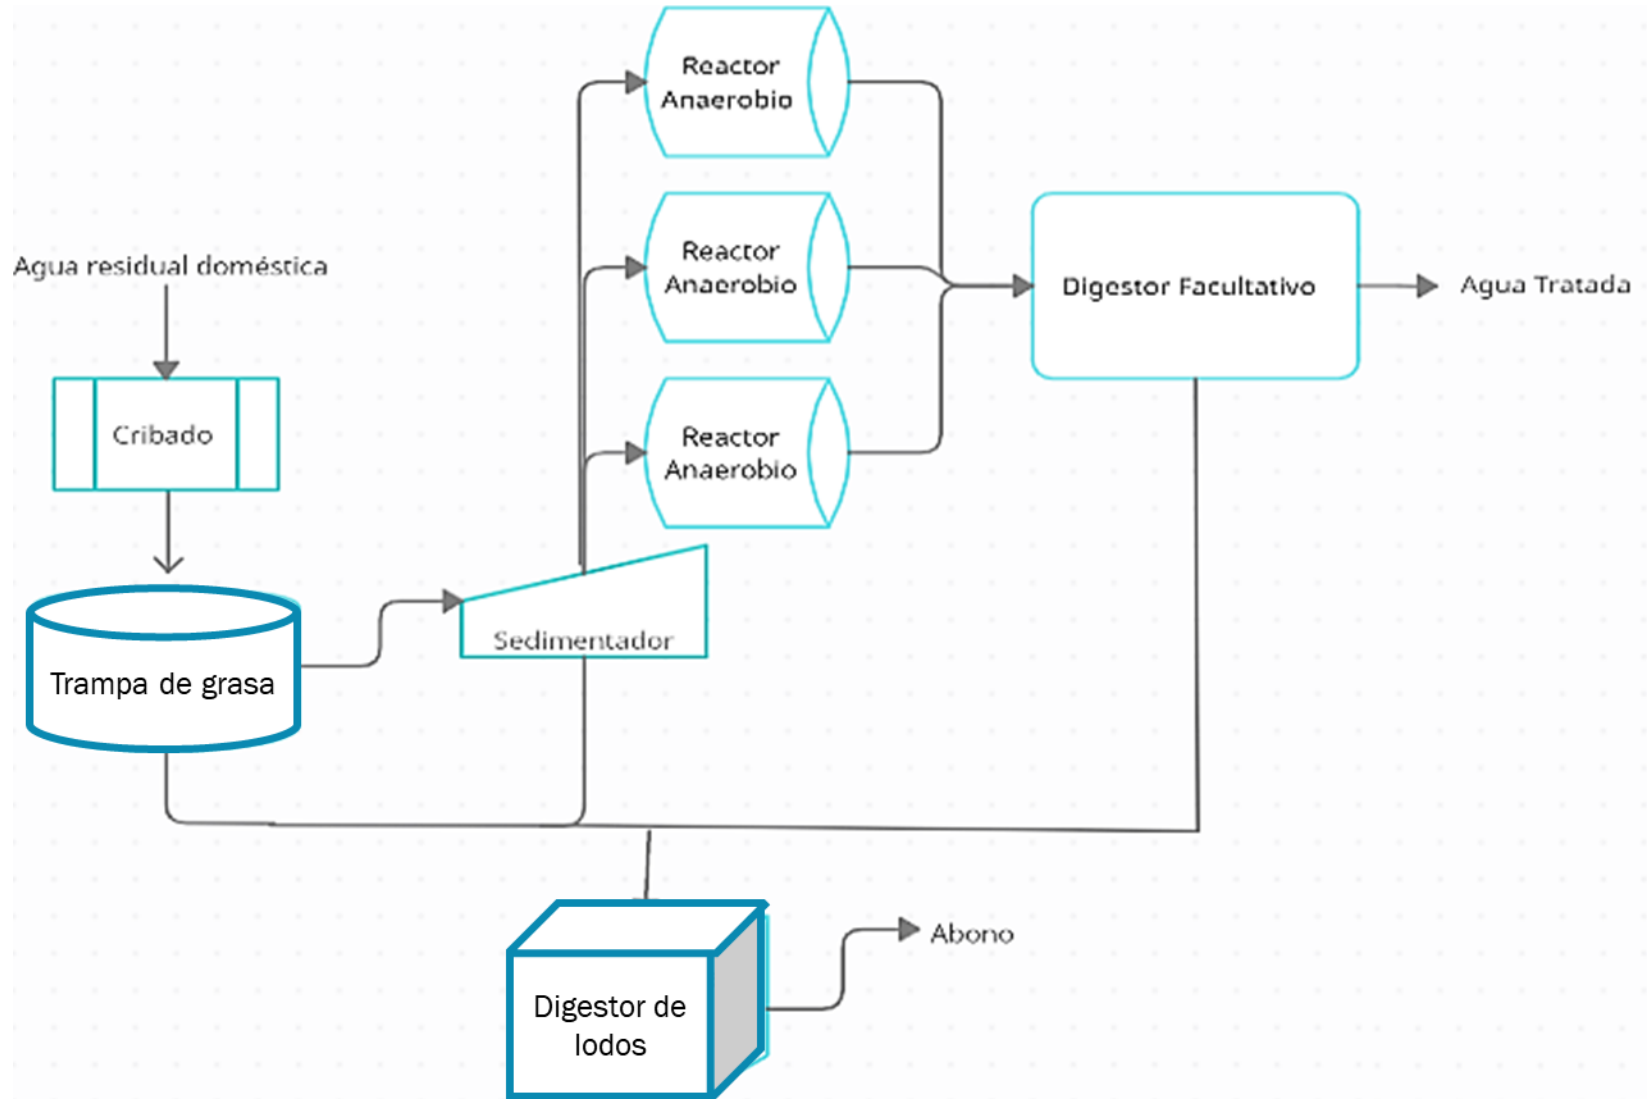 Reactor
Anaerobio
Agua residual doméstica
Reactor
Anaerobio
Digestor Facultativo
Agua Tratada
Cribado
Reactor
Anaerobio
Sedimentador
Trampa de grasa
Abono
Digestor de
lodos